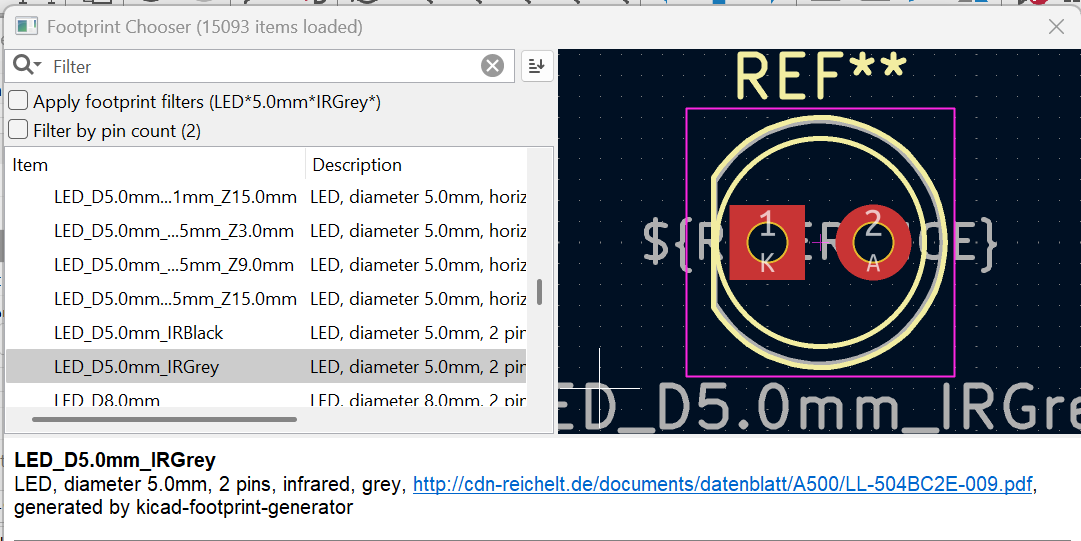 Footprint Chooser (15093 items loaded)
Filter
Apply footprint filters (LED*5.0mm*IRGrey*)
Filter by pin count (2)
Item Description
LED_D5.0mm...1mm_Z15.0mm LED, diameter 5.0mm, horiz
LED_D5.0mm_...5mm_Z3.0mm LED, diameter 5.0mm, horiz
LED_D5.0mm_...5mm_Z9.0mm LED, diameter 5.0mm, horiz
LED_D5.0mm...5mm_Z15.0mm LED, diameter 5.0mm, horiz
LED_D5.0mm_IRBlack LED, diameter 5.0mm, 2 pin
LED_D5.0mm_IRGrey LED, diameter 5.0mm, 2 pin
LED_D8.0mm LED, diameter 8.0mm, 2 pin
REF**
1 2
K A
ED_D5.0mm_IRGre
LED_D5.0mm_IRGrey
LED, diameter 5.0mm, 2 pins, infrared, grey, http://cdn-reichelt.de/documents/datenblatt/A500/LL-504BC2E-009.pdf,
generated by kicad-footprint-generator